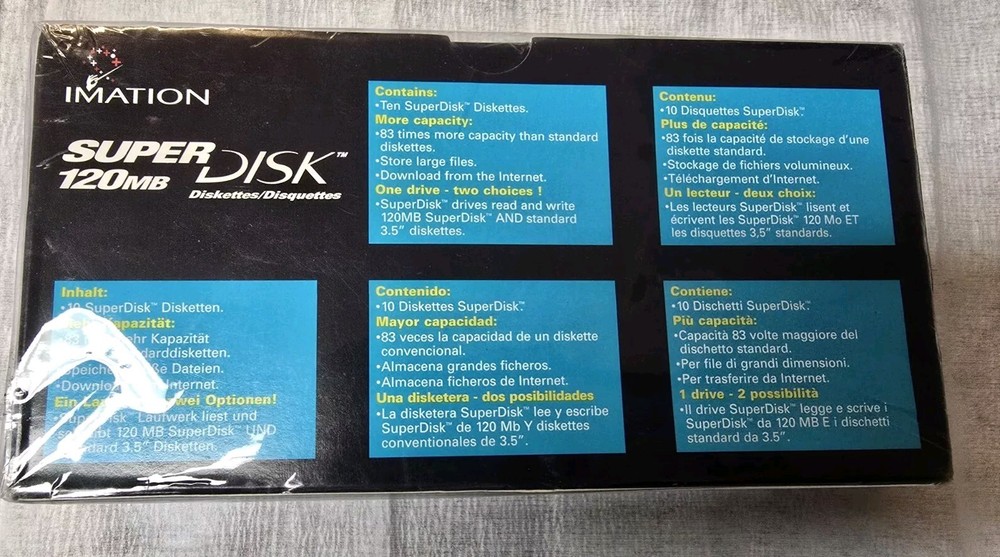 IMATION
SUPERDISK™
120MB
Diskettes/Disquettes
Contains:
•Ten SuperDisk™ Diskettes.
More capacity:
•83 times more capacity than standard
diskettes.
•Store large files.
•Download from the Internet.
One drive - two choices !
•SuperDisk™ drives read and write
120MB SuperDisk™ AND standard
3.5” diskettes.
Contenu:
•10 Disquettes SuperDisk™.
Plus de capacité:
•83 fois la capacité de stockage d’une
diskette standard.
•Stockage de fichiers volumineux.
•Téléchargement d’Internet.
Un lecteur - deux choix:
•Les lecteurs SuperDisk™ lisent et
écrivent les SuperDisk™ 120 Mo ET
les disquettes 3,5” standards.
Inhalt:
•10 SuperDisk™ Disketten.
Kapazität:
•83 Kapazität
•Dateien.
Internet.
Ein Optionen!
Laufwerk liest und
120 MB SuperDisk™ UND
3.5” Disketten.
Contenido:
•10 Diskettes SuperDisk™.
Mayor capacidad:
•83 veces la capacidad de un diskette
convencional.
•Almacena grandes ficheros.
•Almacena ficheros de Internet.
Una disketera - dos posibilidades
•La disketera SuperDisk™ lee y escribe
SuperDisk™ de 120 Mb Y diskettes
conventionales de 3.5”.
Contiene:
•10 Dischetti SuperDisk™.
Più capacità:
•Capacità 83 volte maggiore del
dischetto standard.
•Per file di grandi dimensioni.
•Per trasferire da Internet.
1 drive - 2 possibilità
•Il drive SuperDisk™ legge e scrive i
SuperDisk™ da 120 MB E i dischetti
standard da 3.5”.